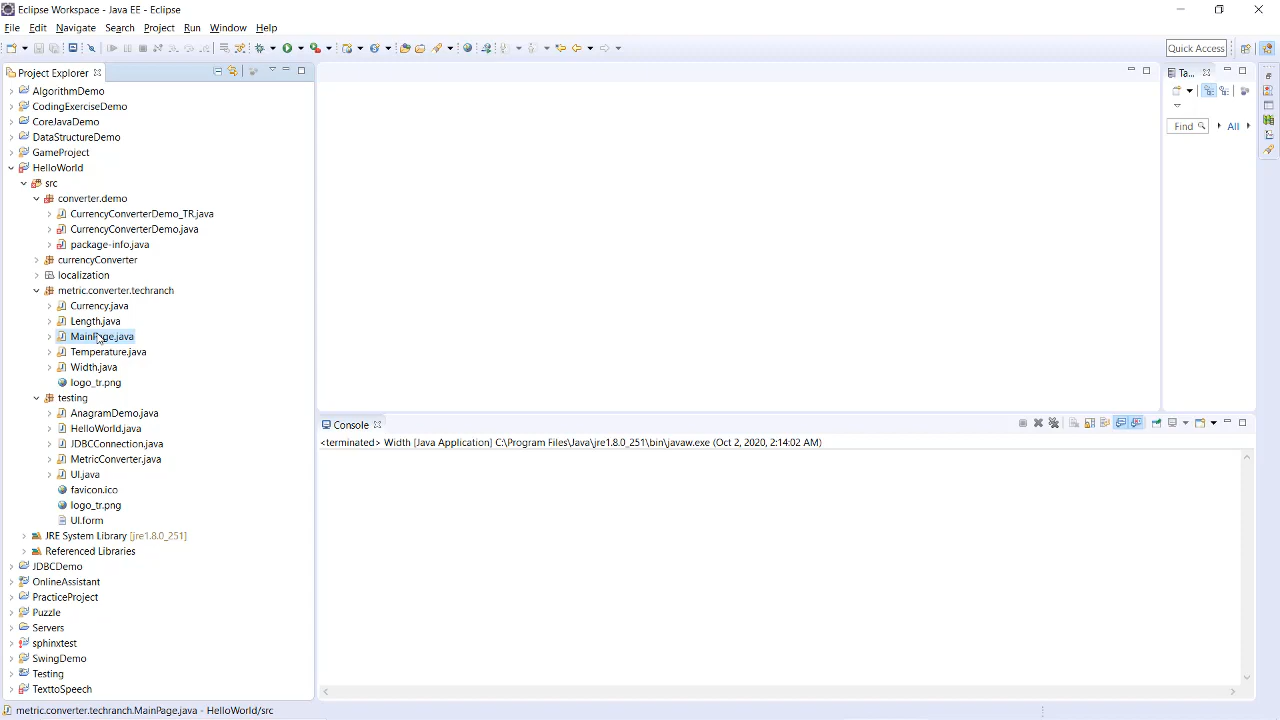 Eclipse Workspace - Java EE - Eclipse
File Edit Navigate Search Project Run Window Help
Quick Access
Project Explorer
Ta...
AlgorithmDemo
CodingExerciseDemo
CoreJavaDemo
DataStructureDemo
GameProject
HelloWorld
src
converter.demo
CurrencyConverterDemo_TR.java
CurrencyConverterDemo.java
package-info.java
currencyConverter
localization
metric.converter.techranch
Currency.java
Length.java
MainPage.java
Temperature.java
Width.java
logo_tr.png
testing
AnagramDemo.java
HelloWorld.java
JDBCConnection.java
MetricConverter.java
UI.java
favicon.ico
logo_tr.png
UI.form
JRE System Library [jre1.8.0_251]
Referenced Libraries
JDBCDemo
OnlineAssistant
PracticeProject
Puzzle
Servers
sphinxtest
SwingDemo
Testing
TexttoSpeech
Find All
Console
<terminated> Width [Java Application] C:\Program Files\Java\jre1.8.0_251\bin\javaw.exe (Oct 2, 2020, 2:14:02 AM)
metric.converter.techranch.MainPage.java - HelloWorld/src